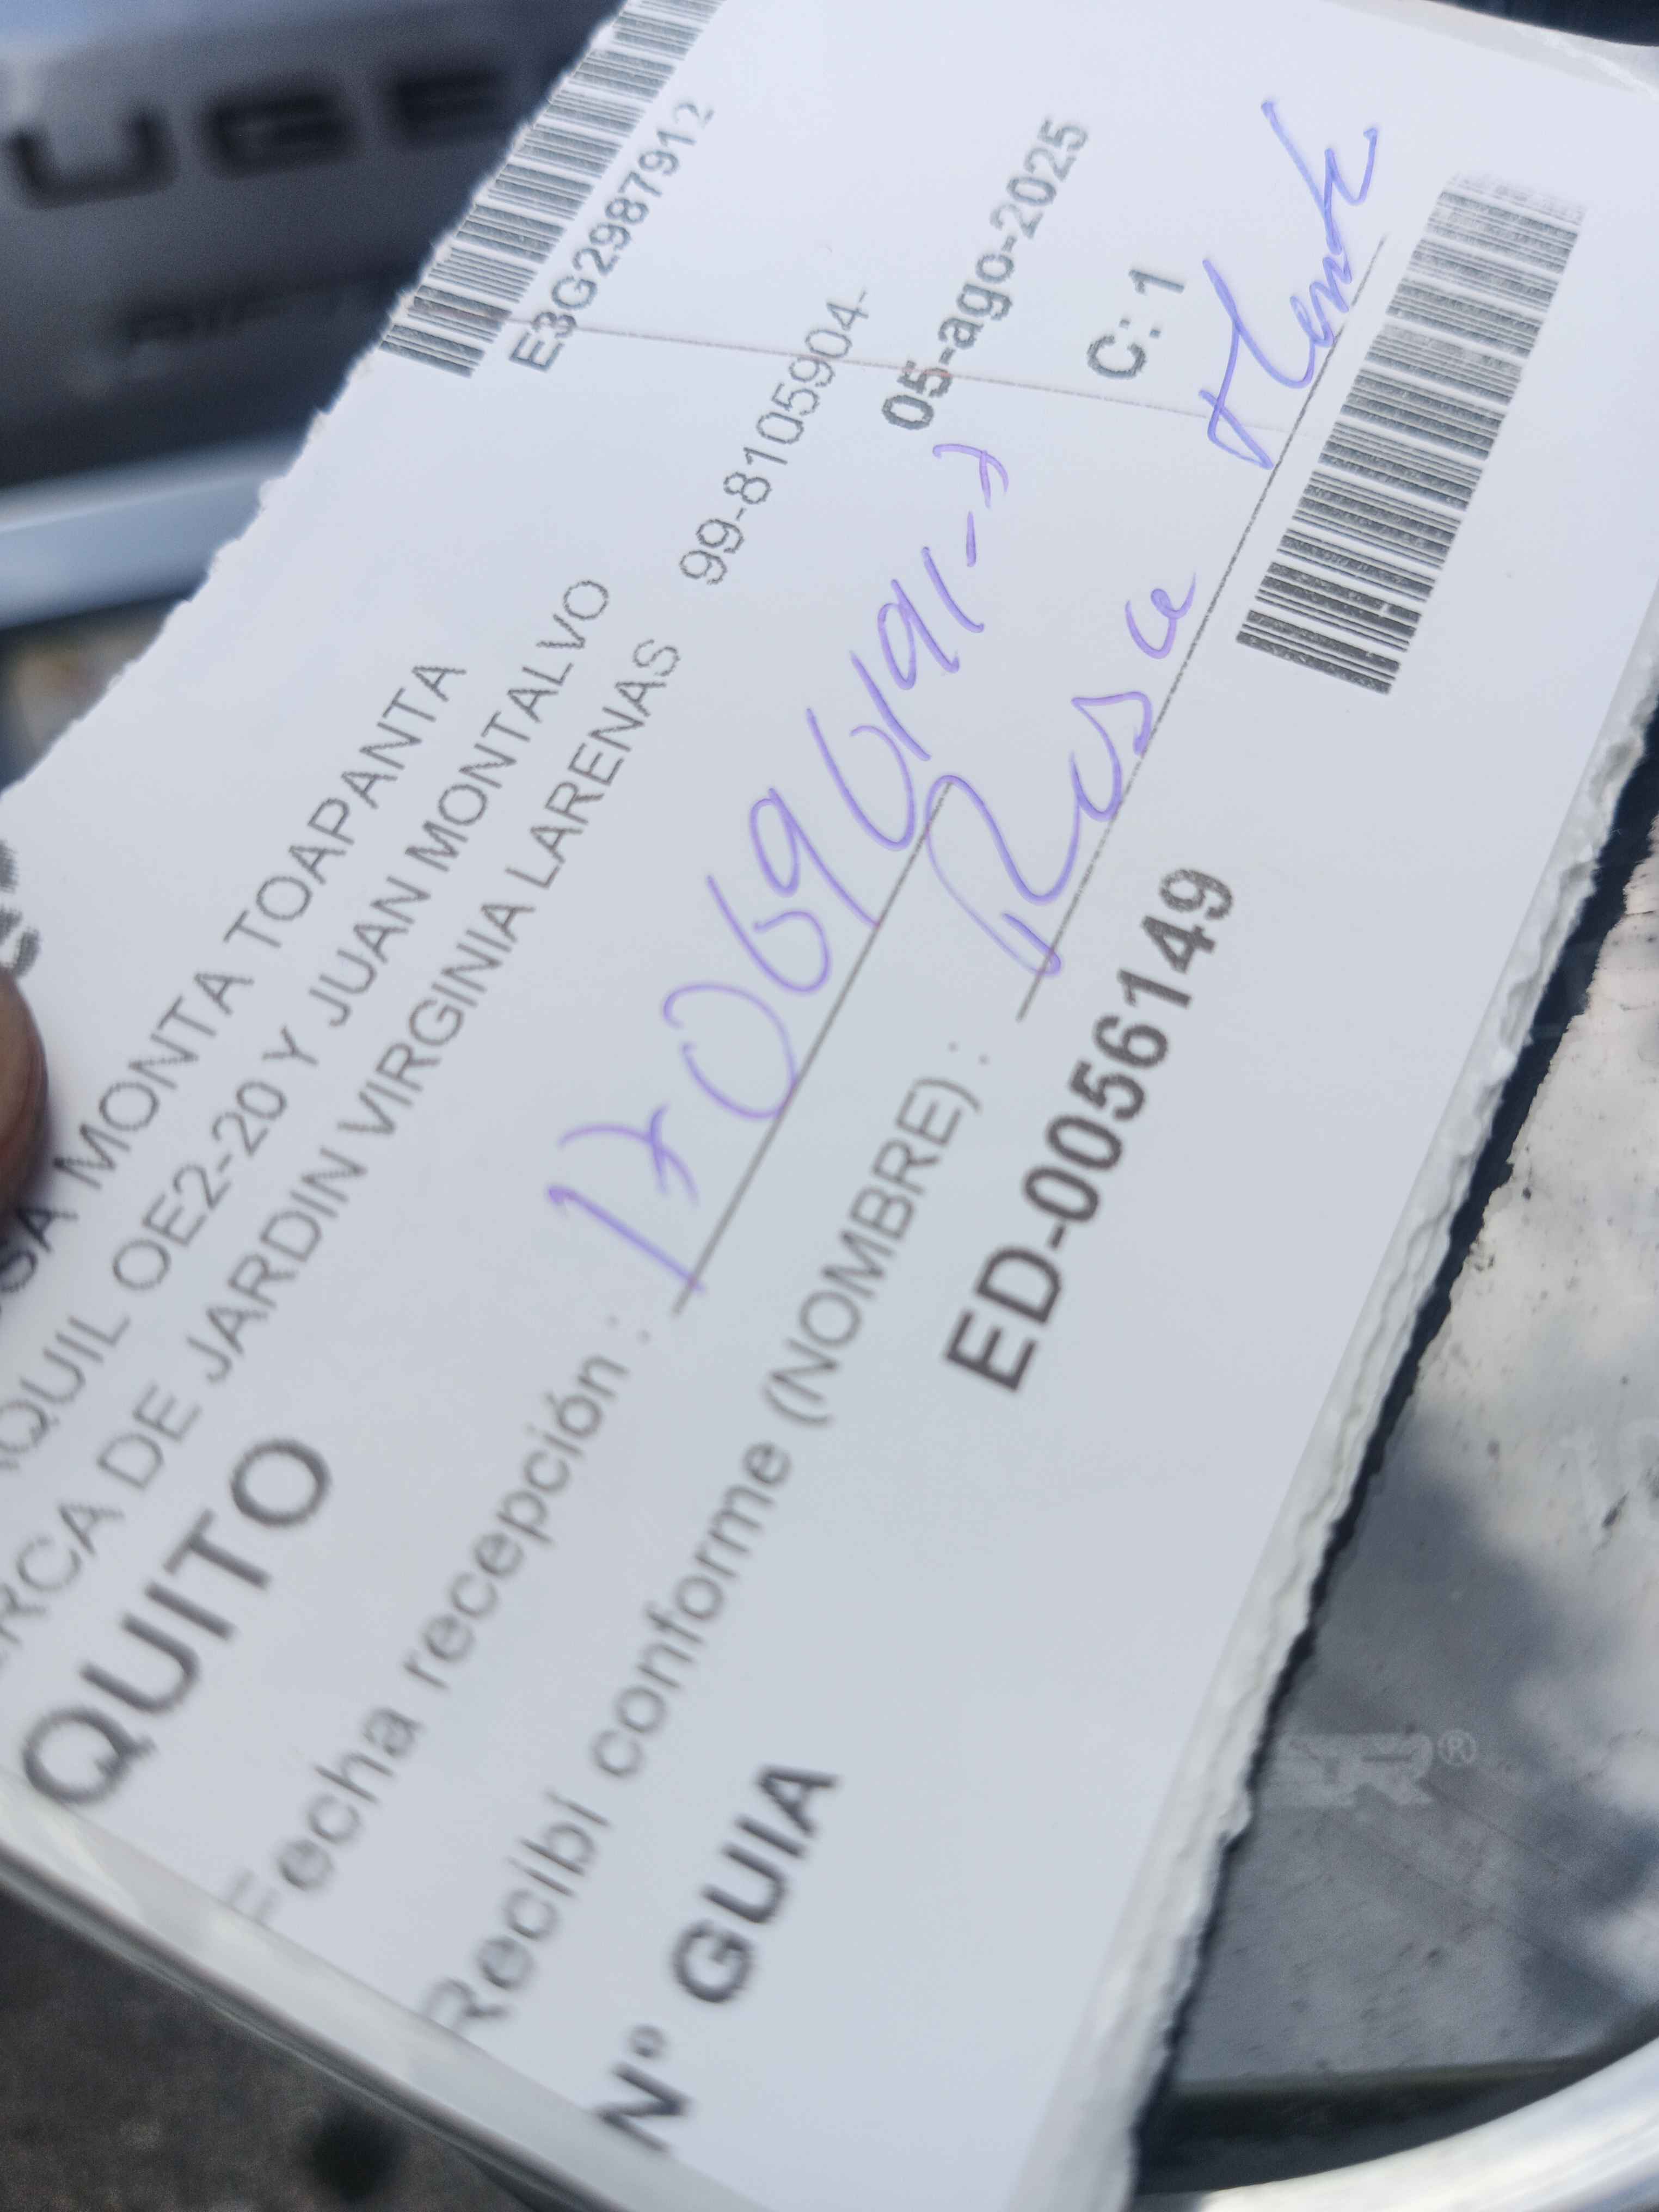 UGE
E3G2987912
MONTA TOAPANTA
QUIL OE2-20 Y JUAN MONTALVO
RCA DE JARDIN VIRGINIA LARENAS 99-8105904-
QUITO 05-ago-2025
Fecha recepción :
C: 1
Recibí conforme (NOMBRE) : Rosa
Nº GUIA ED-0056149